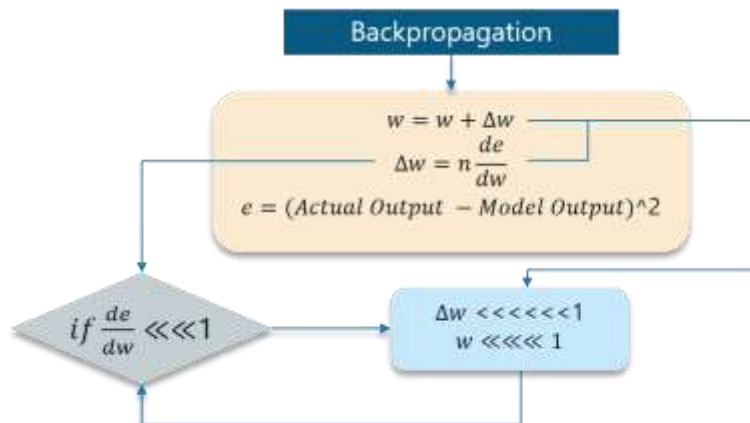 Backpropagation
w = w + Δw
Δw = n de/dw
e = (Actual Output − Model Output)^2
if de/dw ⋘1
Δw <<<<<<1
w ⋘< 1